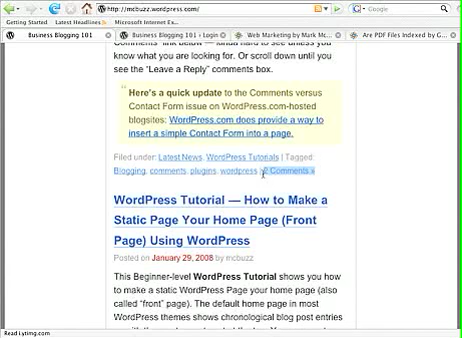 http://mcbuzz.wordpress.com/
Getting Started Latest Headlines Microsoft Internet Ex...
Business Blogging 101 Business Blogging 101 › Login Web Marketing by Mark Mc... Are PDF Files Indexed by G...
Comments” link below — kinda hard to see unless you
know what you are looking for. Or scroll down until you
see the “Leave a Reply” comments box.
“Here's a quick update to the Comments versus
Contact Form issue on WordPress.com-hosted
blogsites: WordPress.com does provide a way to
insert a simple Contact Form into a page.
Filed under: Latest News, WordPress Tutorials | Tagged:
Blogging, comments, plugins, wordpress | 2 Comments »
WordPress Tutorial — How to Make a
Static Page Your Home Page (Front
Page) Using WordPress
Posted on January 29, 2008 by mcbuzz
This Beginner-level WordPress Tutorial shows you how
to make a static WordPress Page your home page (also
called “front” page). The default home page in most
WordPress themes shows chronological blog post entries
Read i.ytimg.com